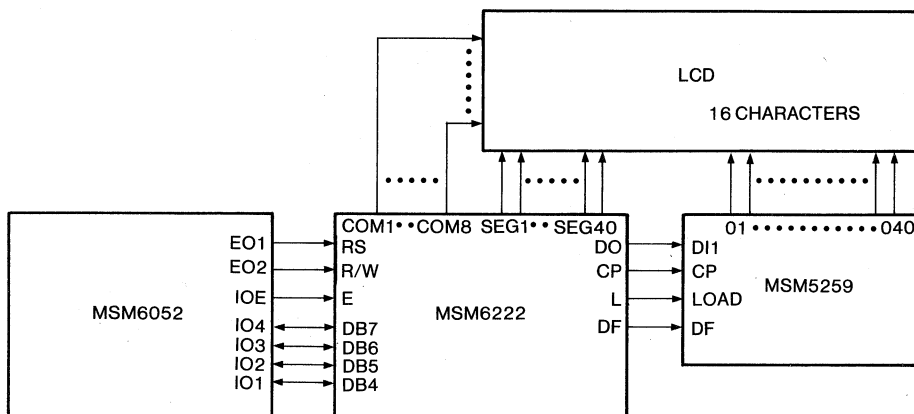 LCD
16 CHARACTERS
COM1 COM8 SEG1 SEG40
01 040
EO1
EO2
IOE
IO4
IO3
IO2
IO1
MSM6052
RS
R/W
E
DB7
DB6
DB5
DB4
MSM6222
DO
CP
L
DF
DI1
CP
LOAD
DF
MSM5259